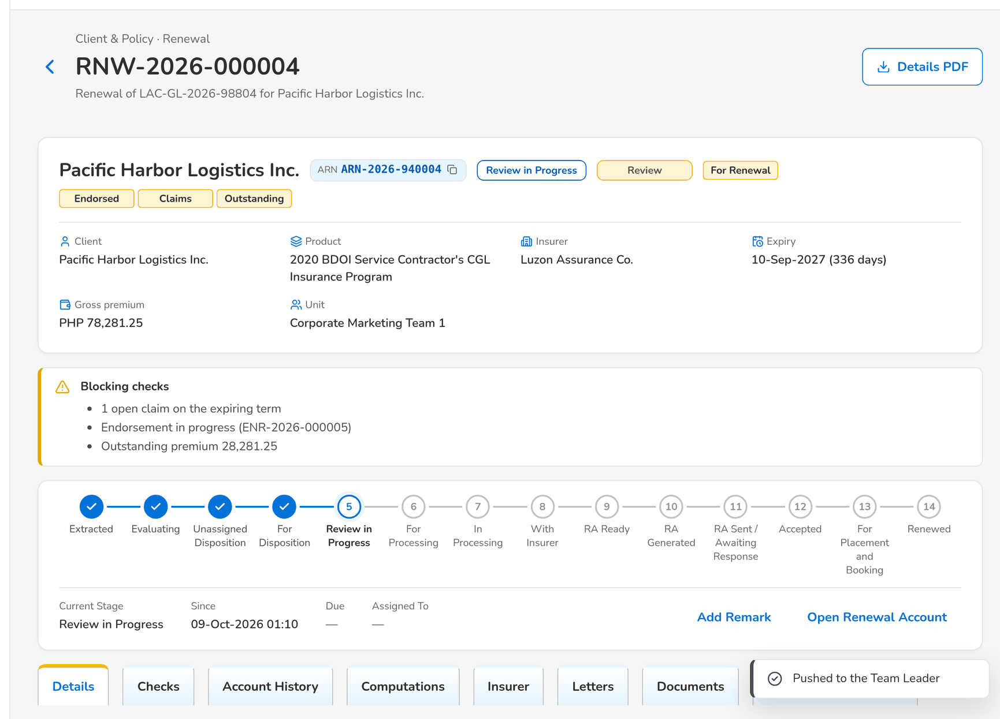 Client & Policy · Renewal
RNW-2026-000004
Renewal of LAC-GL-2026-98804 for Pacific Harbor Logistics Inc.
Details PDF
Pacific Harbor Logistics Inc.
ARN ARN-2026-940004
Review in Progress
Review
For Renewal
Endorsed
Claims
Outstanding
Client
Pacific Harbor Logistics Inc.
Product
2020 BDOI Service Contractor's CGL
Insurance Program
Insurer
Luzon Assurance Co.
Expiry
10-Sep-2027 (336 days)
Gross premium
PHP 78,281.25
Unit
Corporate Marketing Team 1
Blocking checks
• 1 open claim on the expiring term
• Endorsement in progress (ENR-2026-000005)
• Outstanding premium 28,281.25
Extracted
Evaluating
Unassigned
Disposition
For
Disposition
5
Review in
Progress
6
For
Processing
7
In
Processing
8
With
Insurer
9
RA Ready
10
RA
Generated
11
RA Sent /
Awaiting
Response
12
Accepted
13
For
Placement
and
Booking
14
Renewed
Current Stage
Review in Progress
Since
09-Oct-2026 01:10
Due
—
Assigned To
—
Add Remark
Open Renewal Account
Details
Checks
Account History
Computations
Insurer
Letters
Documents
Pushed to the Team Leader